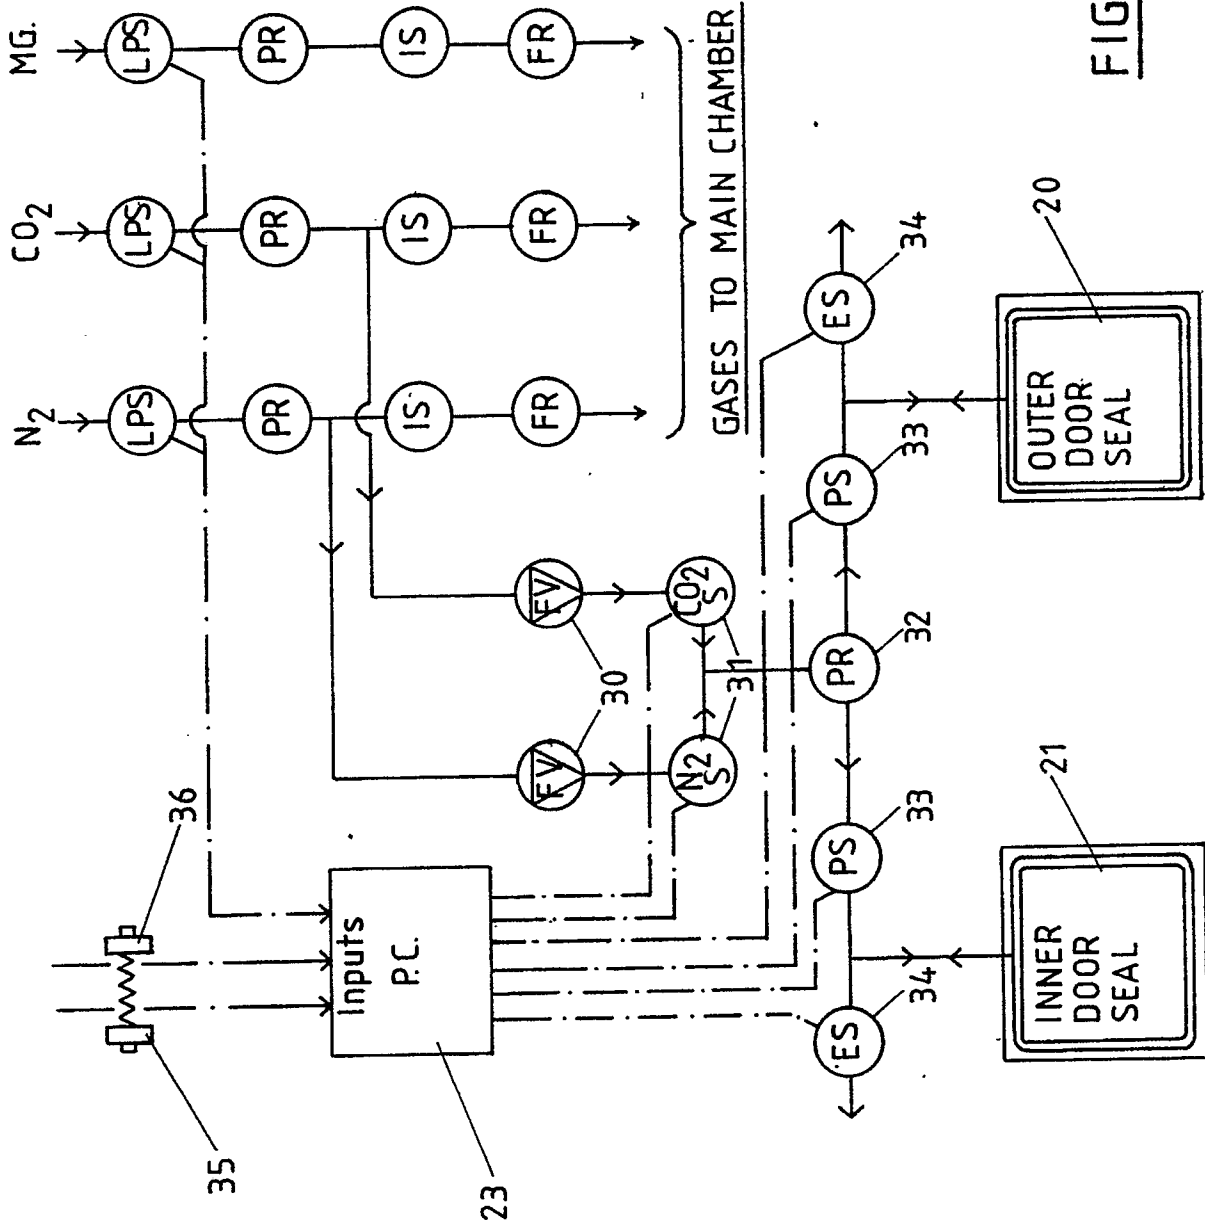 MG.
CO2
N2
LPS
LPS
LPS
PR
PR
PR
IS
IS
IS
FR
FR
FR
GASES TO MAIN CHAMBER
FIG
36
35
Inputs
P.C.
23
FV
FV
30
CO2
S
N2
S
31
PR
32
PS
33
PS
33
ES
34
ES
34
OUTER
DOOR
SEAL
20
INNER
DOOR
SEAL
21